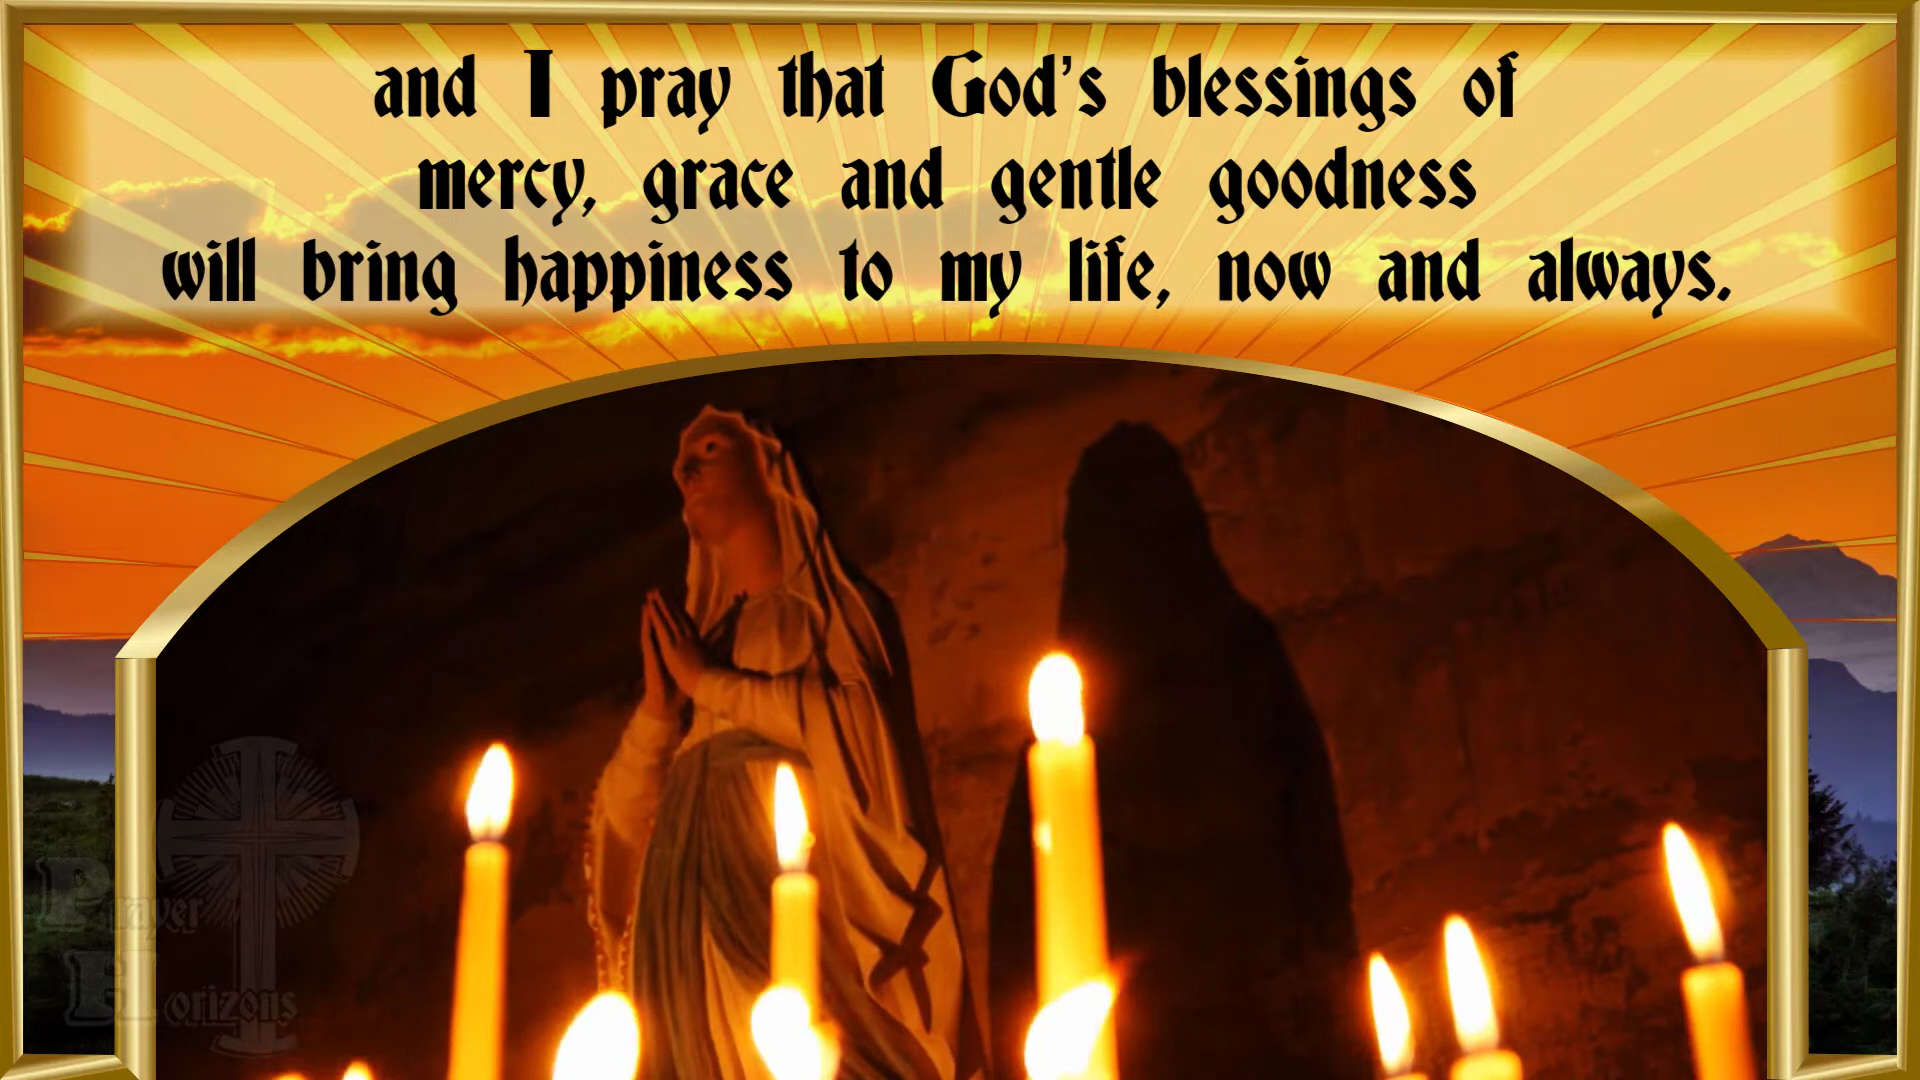 and I pray that God's blessings of
mercy, grace and gentle goodness
will bring happiness to my life, now and always.
Prayer
Horizons